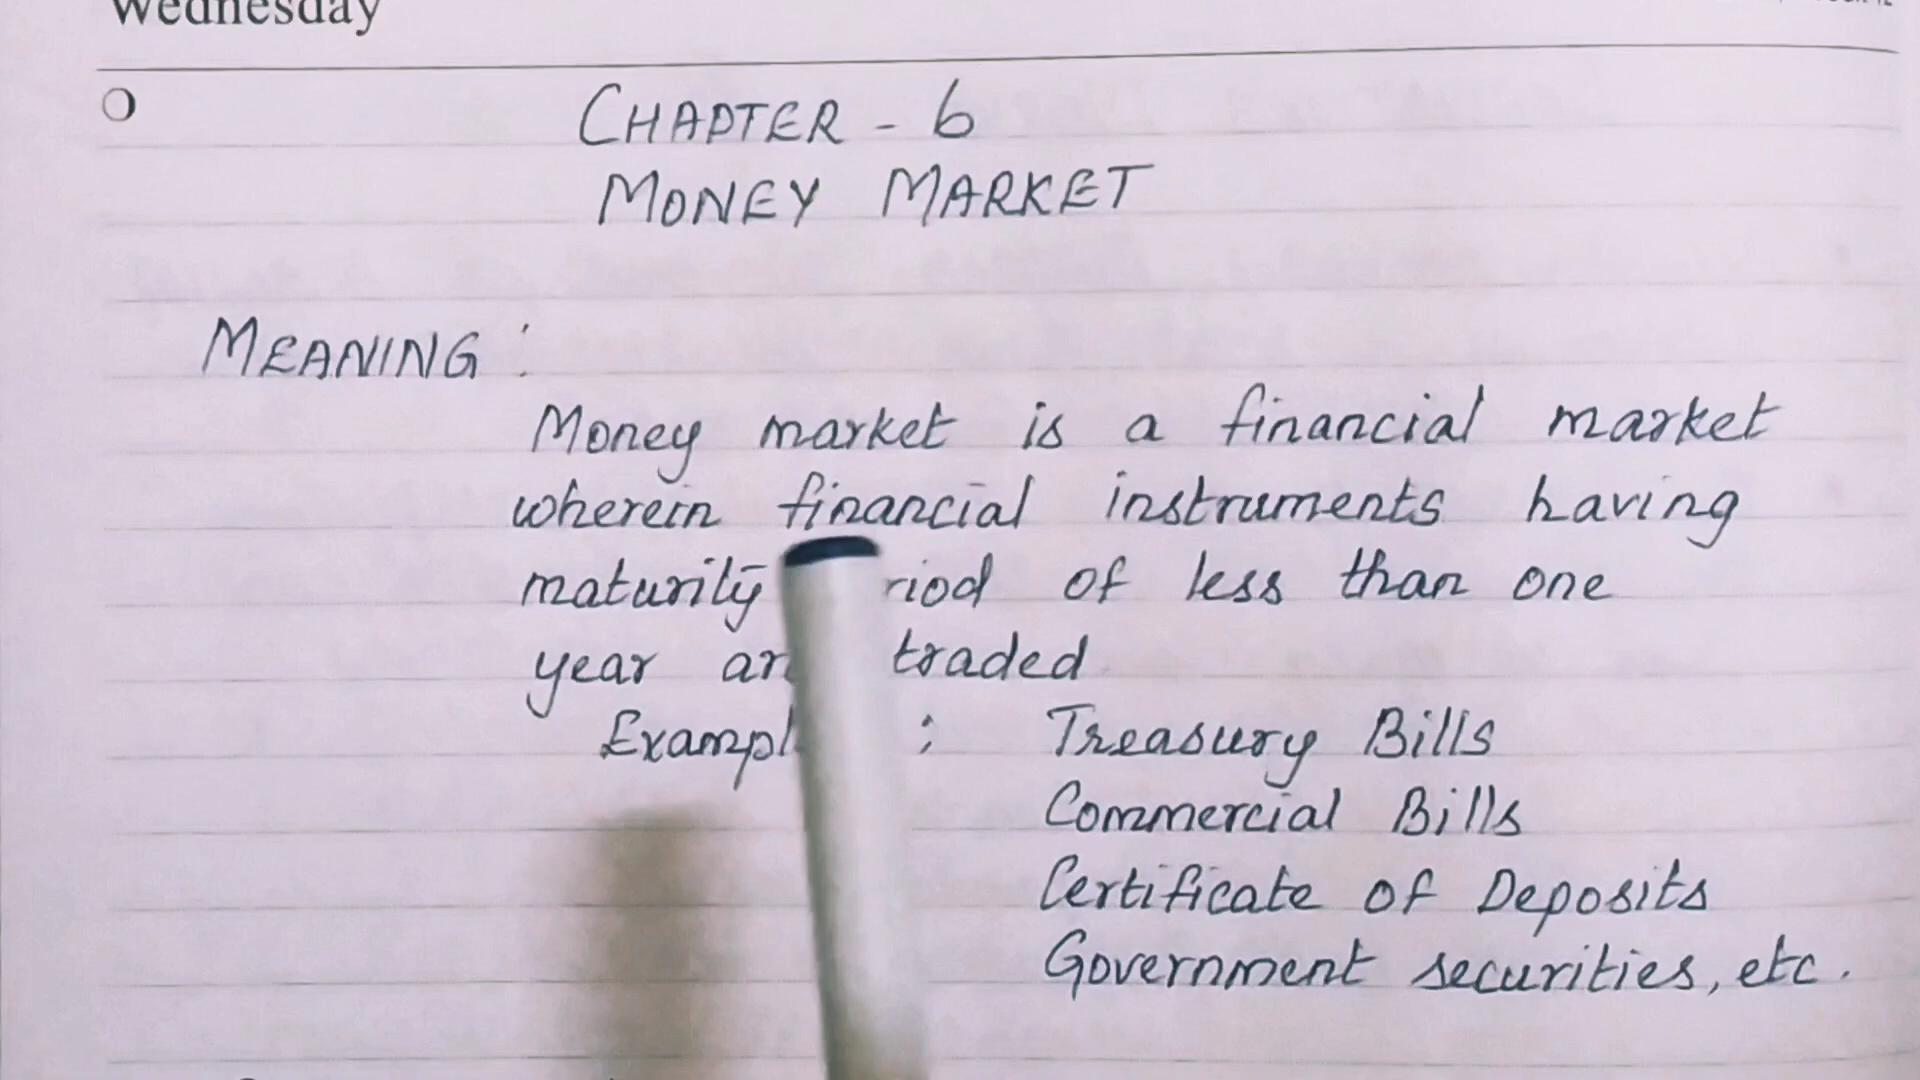 Wednesday
CHAPTER - 6
MONEY MARKET
MEANING :
Money market is a financial market
wherein financial instruments having
maturity riod of less than one
year ar traded
Exampl : Treasury Bills
Commercial Bills
Certificate of Deposits
Government securities, etc.